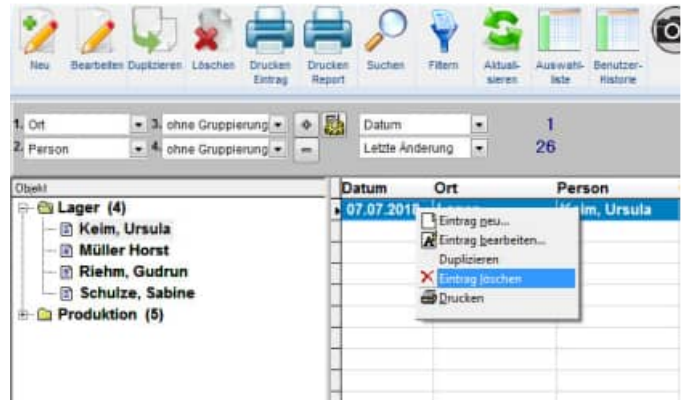 Neu Bearbeiten Duplizieren Löschen Drucken Eintrag Drucken Report Suchen Filtern Aktuali-sieren Auswahl-liste Benutzer-Historie
1. Ort 3. ohne Gruppierung Datum 1
2. Person 4. ohne Gruppierung Letzte Änderung 26
Objekt Datum Ort Person
Lager (4) 07.07.2018 Keim, Ursula
Keim, Ursula
Müller Horst
Riehm, Gudrun
Schulze, Sabine
Produktion (5)
Eintrag neu...
Eintrag bearbeiten...
Duplizieren
Eintrag löschen
Drucken